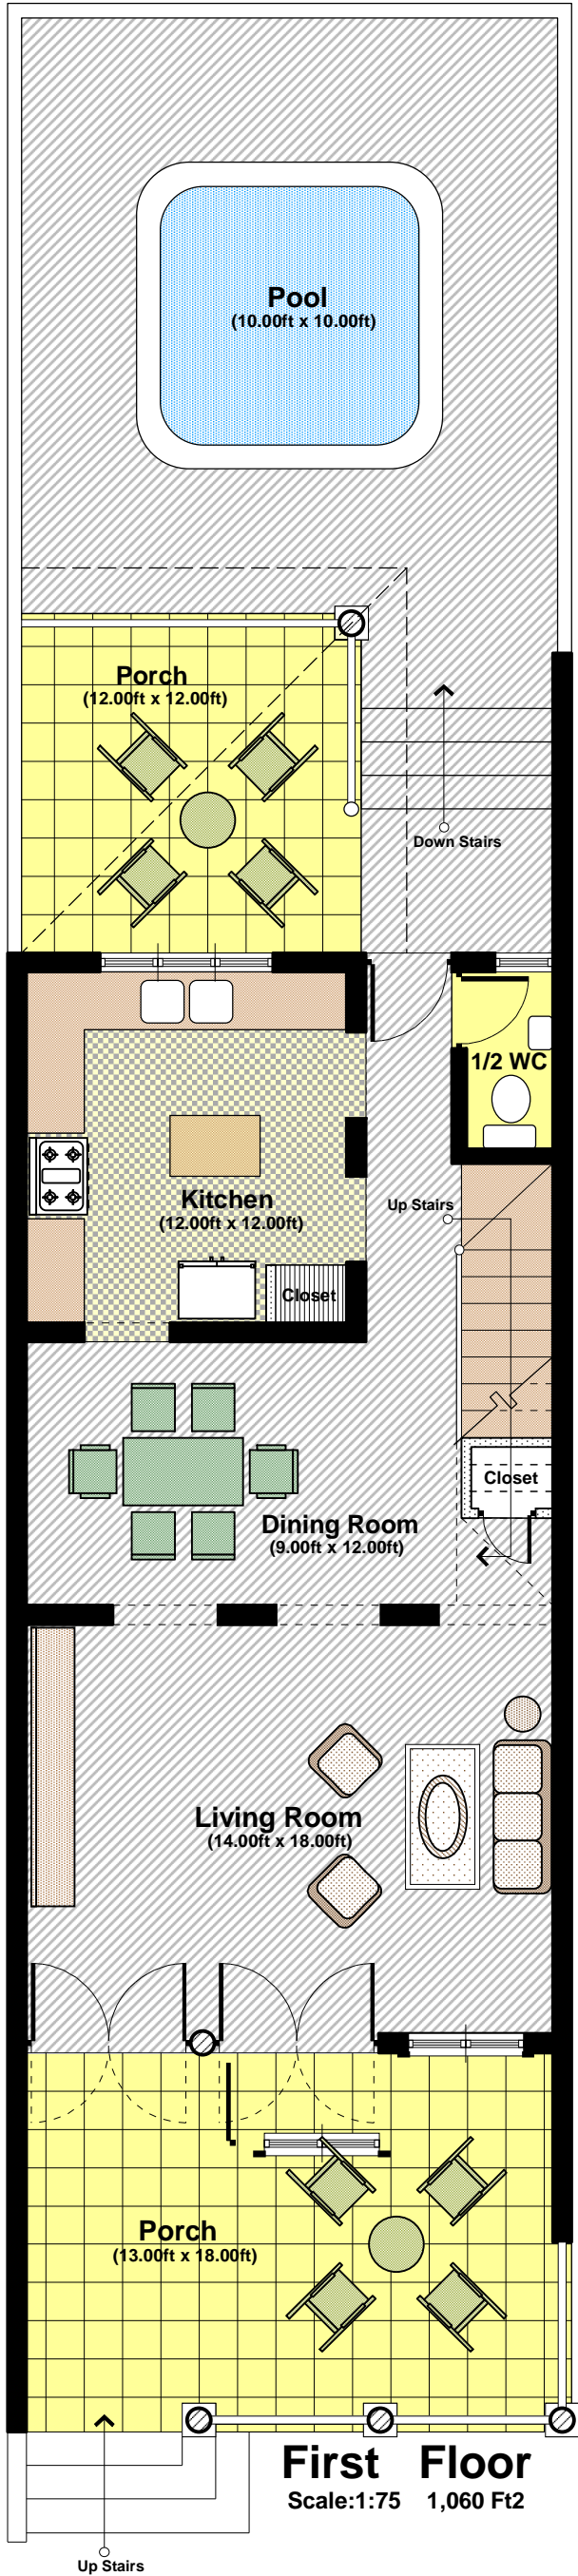 Pool
(10.00ft x 10.00ft)
Porch
(12.00ft x 12.00ft)
Down Stairs
1/2 WC
Kitchen
(12.00ft x 12.00ft)
Up Stairs
Closet
Closet
Dining Room
(9.00ft x 12.00ft)
Living Room
(14.00ft x 18.00ft)
Porch
(13.00ft x 18.00ft)
First Floor
Scale:1:75 1,060 Ft2
Up Stairs